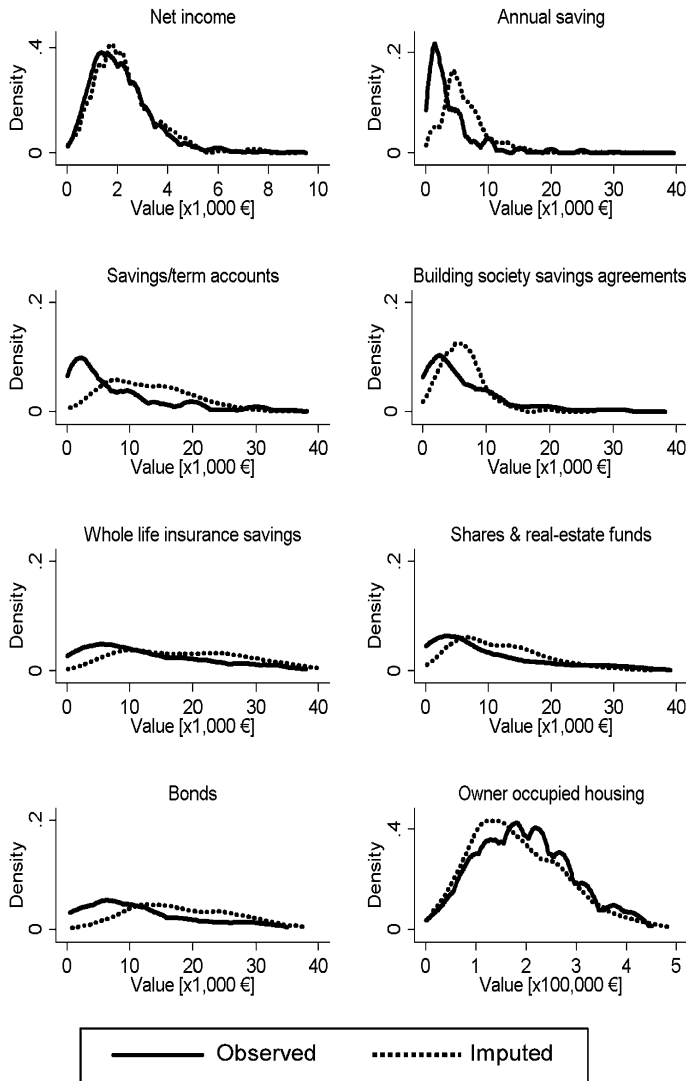 Net income
Density
.4
0
0 2 4 6 8 10
Value [x1,000 €]
Annual saving
Density
.2
0
0 10 20 30 40
Value [x1,000 €]
Savings/term accounts
Density
.2
0
0 10 20 30 40
Value [x1,000 €]
Building society savings agreements
Density
.2
0
0 10 20 30 40
Value [x1,000 €]
Whole life insurance savings
Density
.2
0
0 10 20 30 40
Value [x1,000 €]
Shares & real-estate funds
Density
.2
0
0 10 20 30 40
Value [x1,000 €]
Bonds
Density
.2
0
0 10 20 30 40
Value [x1,000 €]
Owner occupied housing
Density
.4
0
0 1 2 3 4 5
Value [x100,000 €]
Observed Imputed